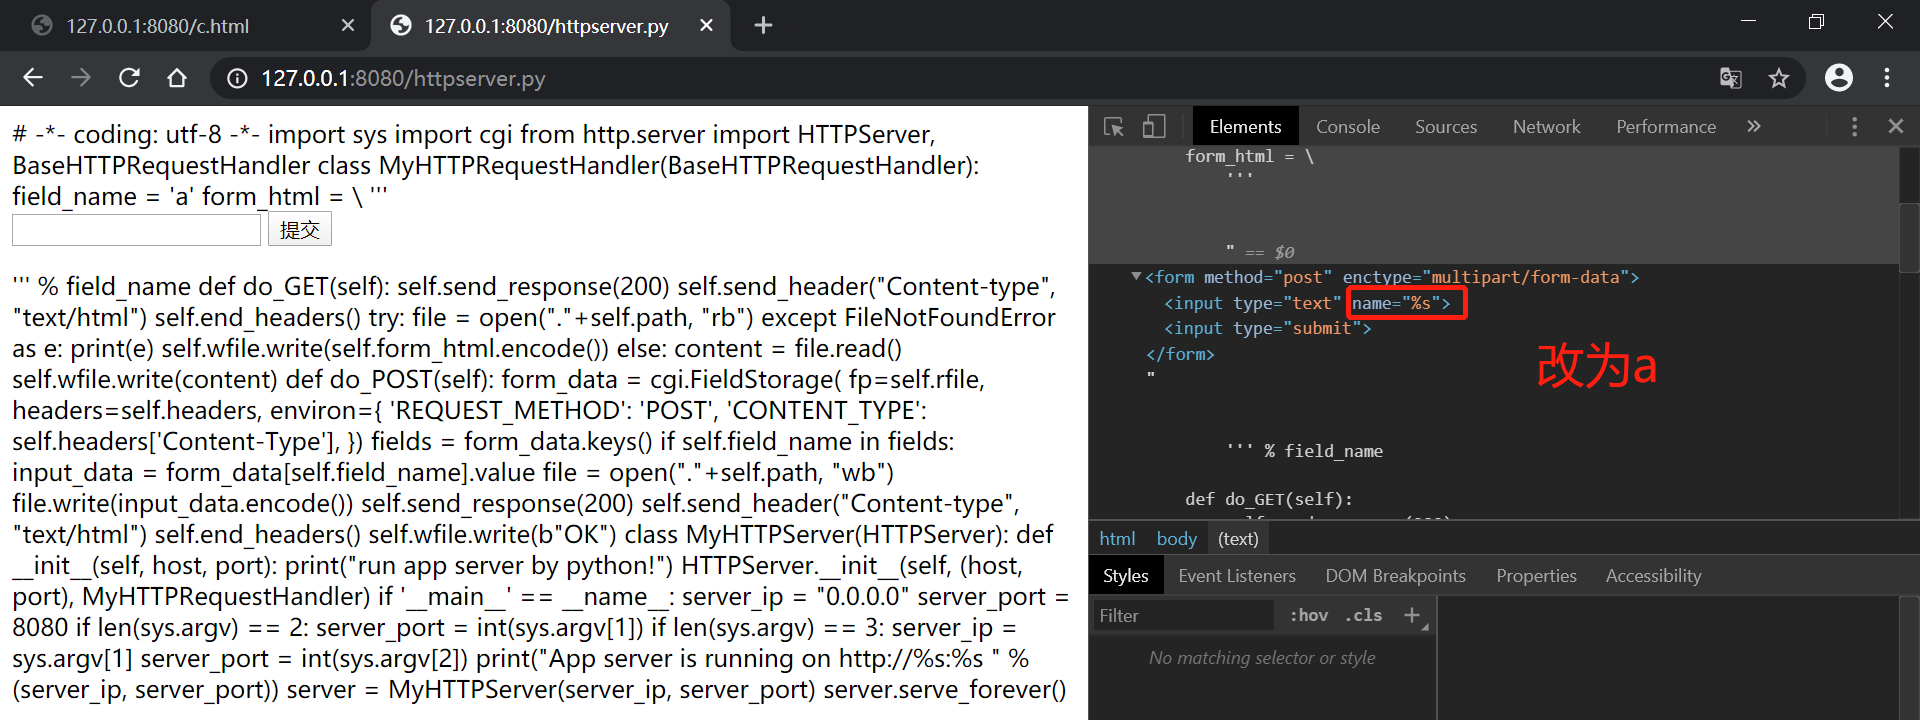 127.0.0.1:8080/c.html
127.0.0.1:8080/httpserver.py
127.0.0.1:8080/httpserver.py
# -*- coding: utf-8 -*- import sys import cgi from http.server import HTTPServer,
BaseHTTPRequestHandler class MyHTTPRequestHandler(BaseHTTPRequestHandler):
field_name = 'a' form_html = \ '''
提交
''' % field_name def do_GET(self): self.send_response(200) self.send_header("Content-type",
"text/html") self.end_headers() try: file = open("."+self.path, "rb") except FileNotFoundError
as e: print(e) self.wfile.write(self.form_html.encode()) else: content = file.read()
self.wfile.write(content) def do_POST(self): form_data = cgi.FieldStorage( fp=self.rfile,
headers=self.headers, environ={ 'REQUEST_METHOD': 'POST', 'CONTENT_TYPE':
self.headers['Content-Type'], }) fields = form_data.keys() if self.field_name in fields:
input_data = form_data[self.field_name].value file = open("."+self.path, "wb")
file.write(input_data.encode()) self.send_response(200) self.send_header("Content-type",
"text/html") self.end_headers() self.wfile.write(b"OK") class MyHTTPServer(HTTPServer): def
__init__(self, host, port): print("run app server by python!") HTTPServer.__init__(self, (host,
port), MyHTTPRequestHandler) if '__main__' == __name__: server_ip = "0.0.0.0" server_port =
8080 if len(sys.argv) == 2: server_port = int(sys.argv[1]) if len(sys.argv) == 3: server_ip =
sys.argv[1] server_port = int(sys.argv[2]) print("App server is running on http://%s:%s " %
(server_ip, server_port)) server = MyHTTPServer(server_ip, server_port) server.serve_forever()
Elements Console Sources Network Performance »
form_html = \
'''
" == $0
<form method="post" enctype="multipart/form-data">
<input type="text" name="%s">
<input type="submit">
</form>
"
改为a
''' % field_name
def do_GET(self):
html body (text)
Styles Event Listeners DOM Breakpoints Properties Accessibility
Filter :hov .cls +
No matching selector or style